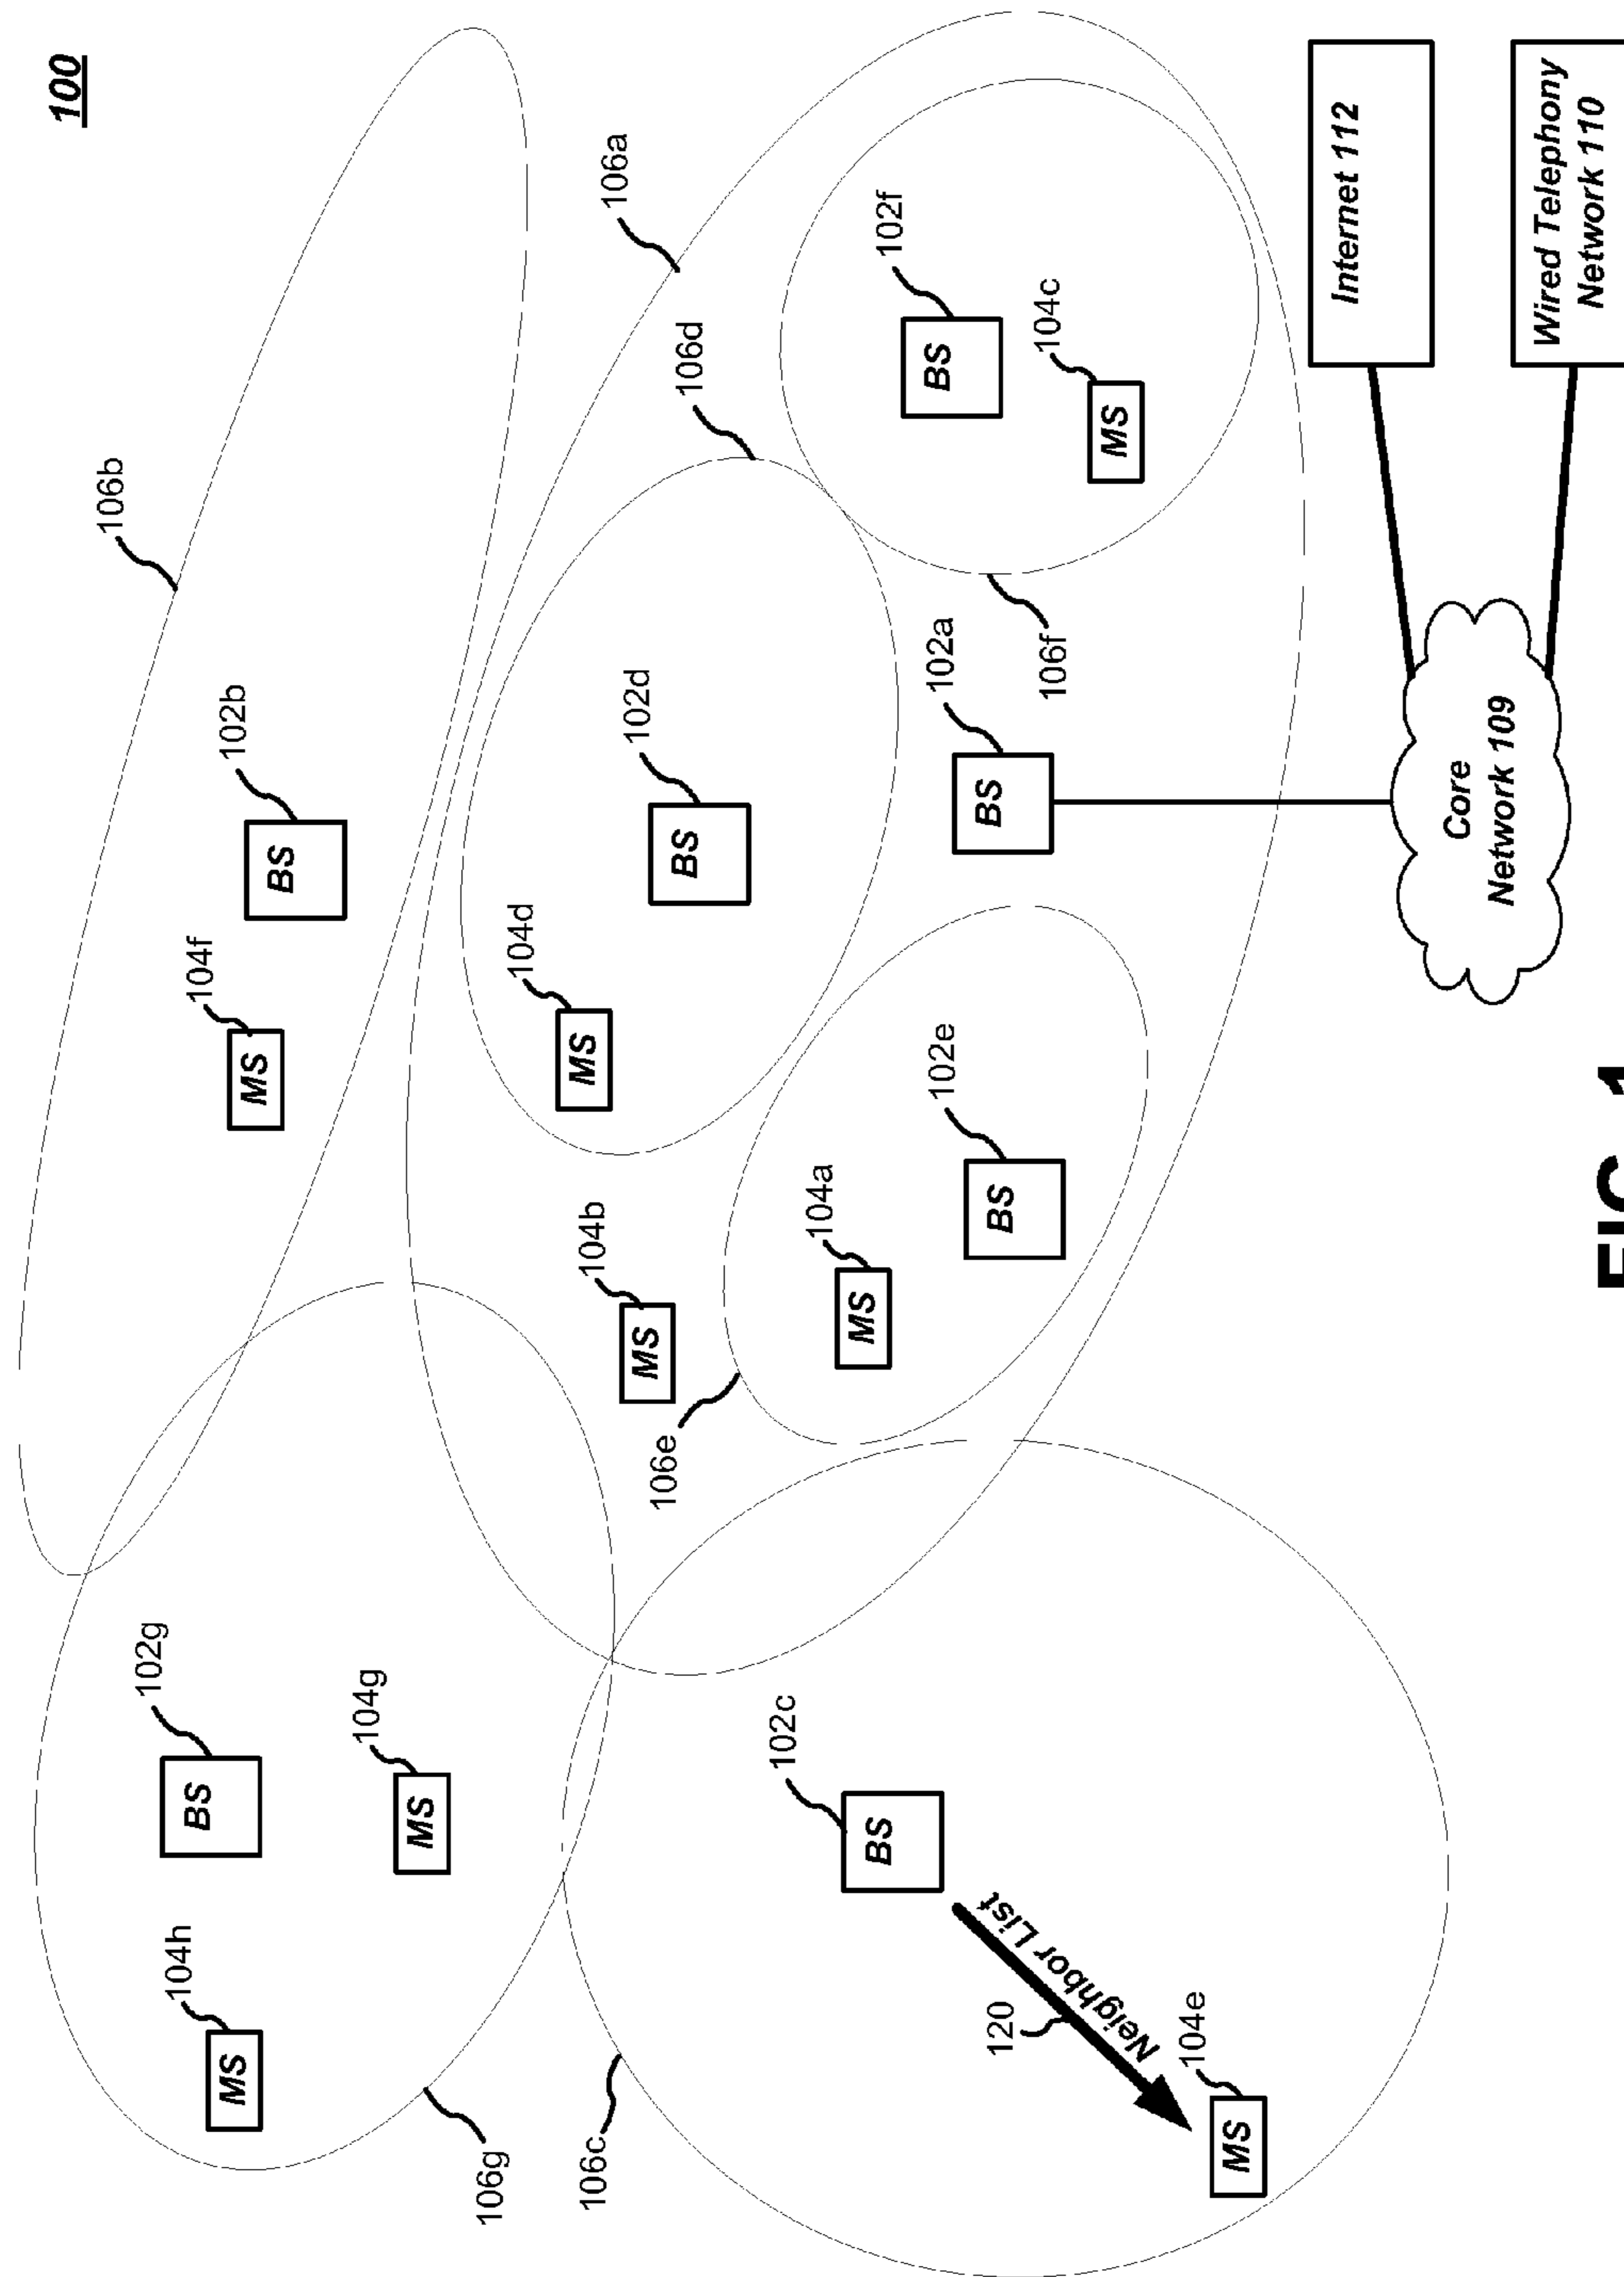 100
106b
102g
BS
104h
MS
104f
MS
102b
BS
104g
MS
106g
104d
MS
106c
104b
MS
106a
102d
BS
106e
106d
102c
BS
104a
MS
102f
BS
102e
BS
102a
BS
120
Neighbor List
104c
MS
106f
104e
MS
Internet 112
Core
Network 109
Wired Telephony
Network 110
FIG. 1